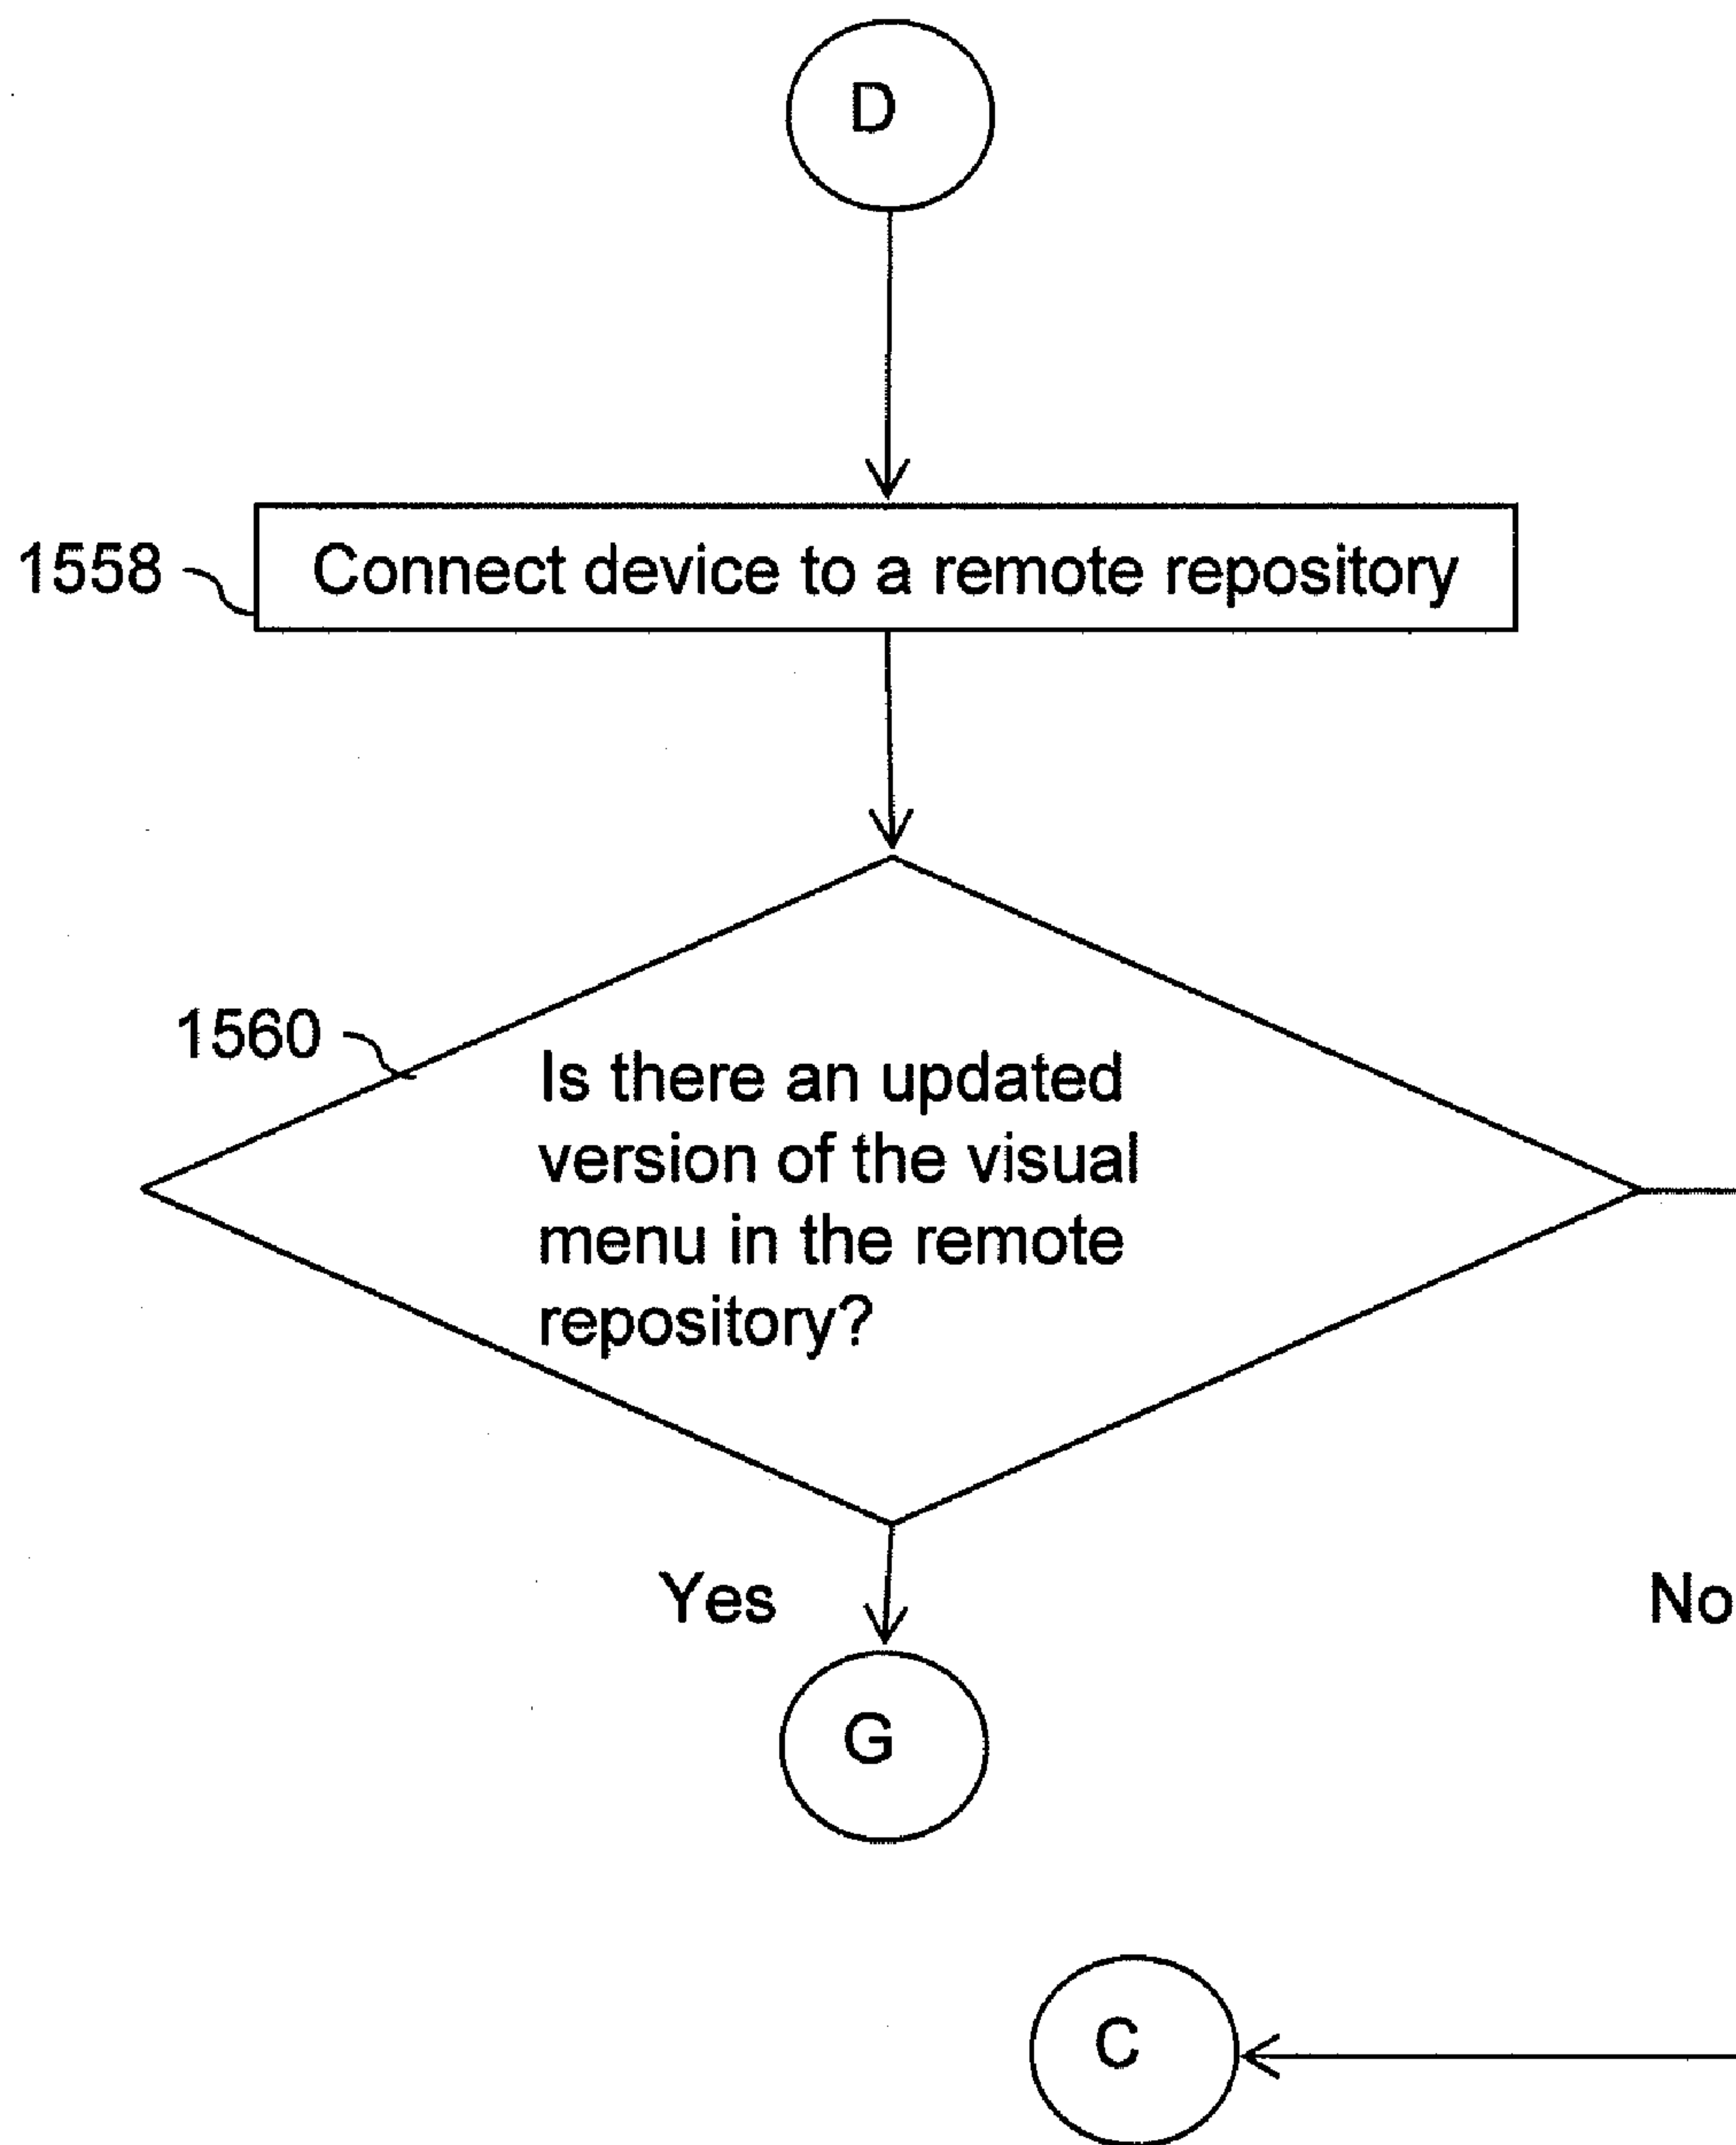 D
1558
Connect device to a remote repository
1560
Is there an updated
version of the visual
menu in the remote
repository?
Yes
No
G
C